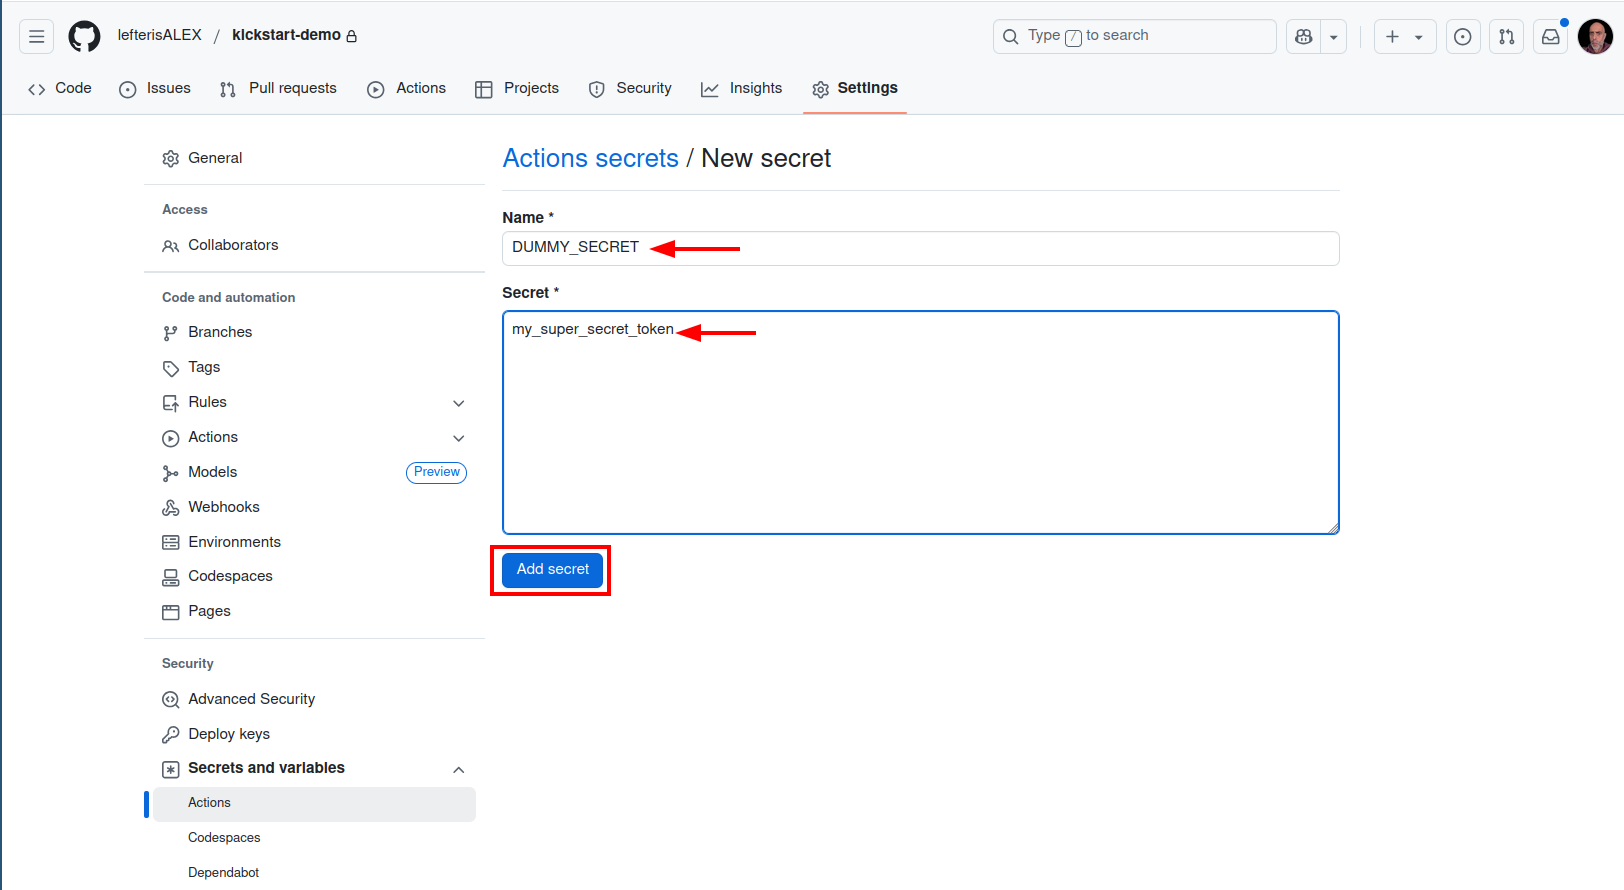 lefterisALEX / kickstart-demo
Type / to search
Code
Issues
Pull requests
Actions
Projects
Security
Insights
Settings
General
Access
Collaborators
Code and automation
Branches
Tags
Rules
Actions
Models Preview
Webhooks
Environments
Codespaces
Pages
Security
Advanced Security
Deploy keys
Secrets and variables
Actions
Codespaces
Dependabot
Actions secrets / New secret
Name *
DUMMY_SECRET
Secret *
my_super_secret_token
Add secret